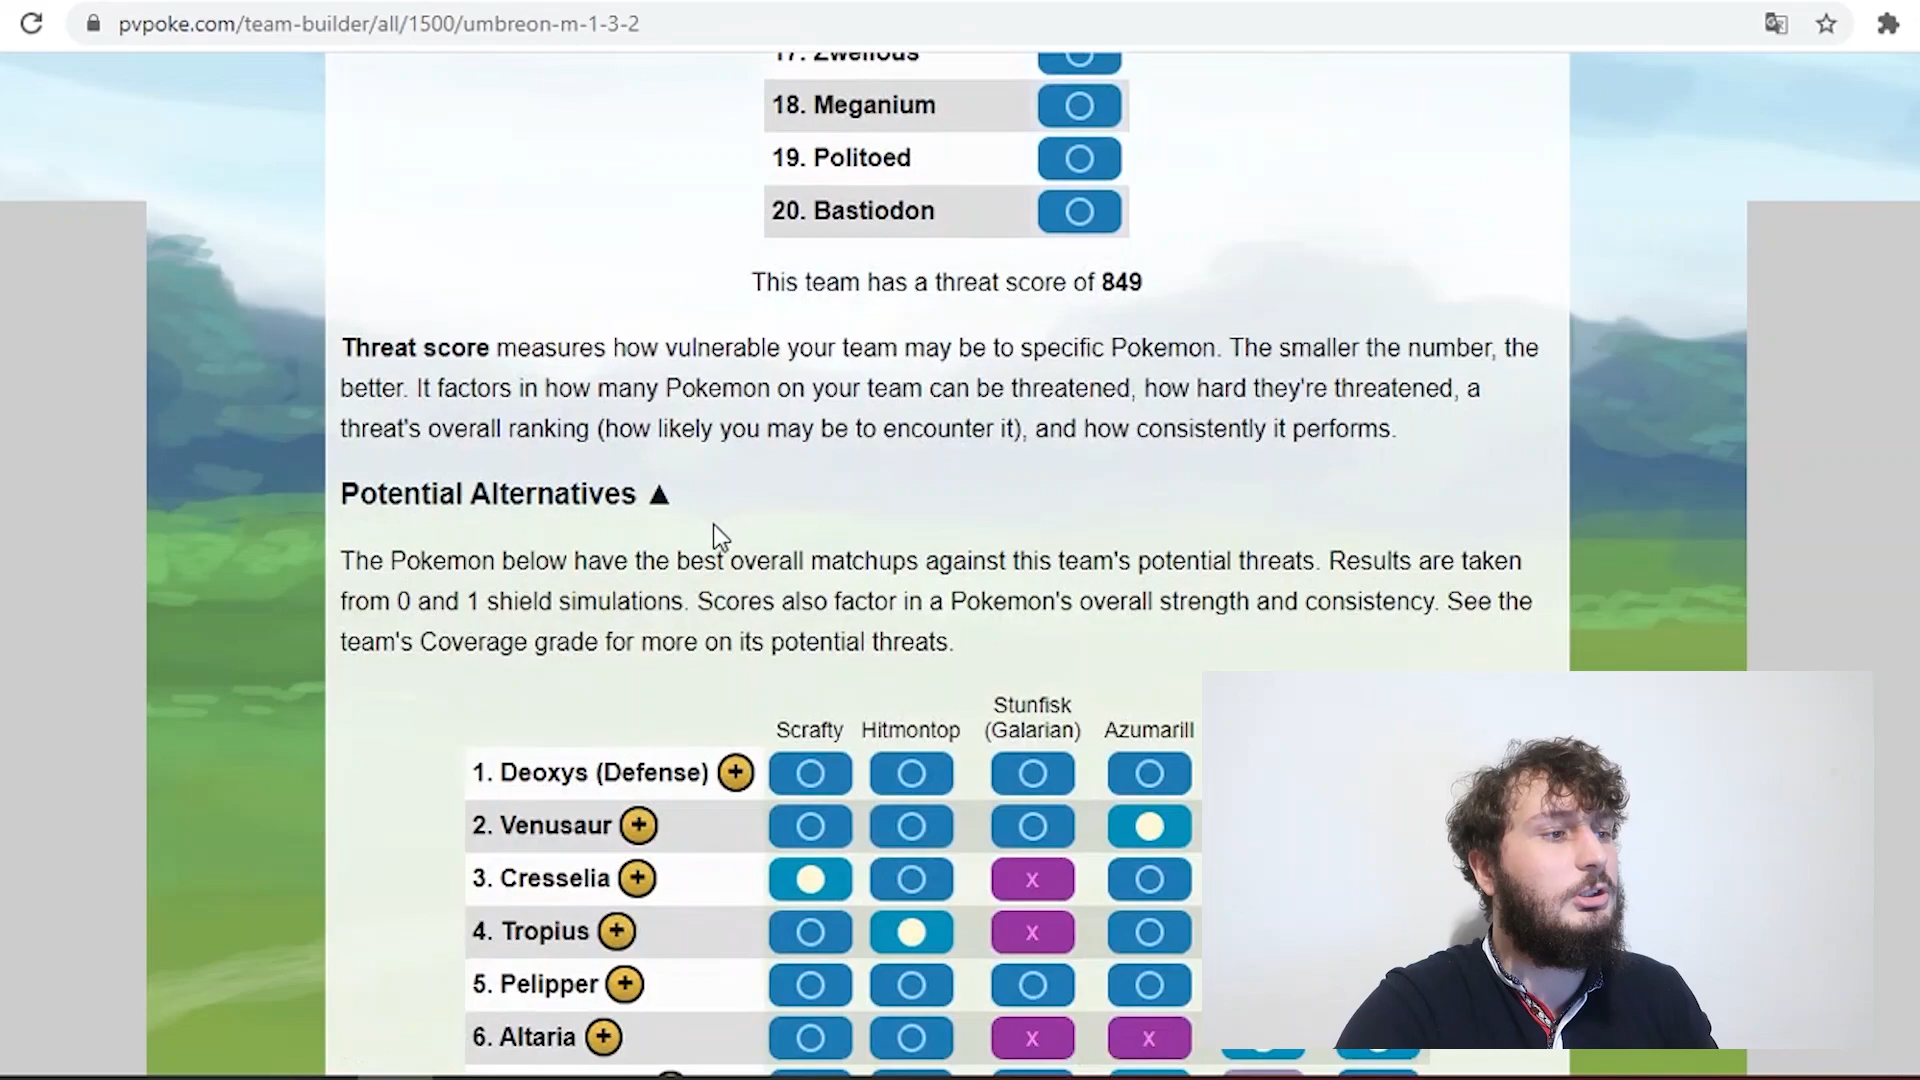 pvpoke.com/team-builder/all/1500/umbreon-m-1-3-2
17. Zweilous
18. Meganium
19. Politoed
20. Bastiodon
This team has a threat score of 849
Threat score measures how vulnerable your team may be to specific Pokemon. The smaller the number, the
better. It factors in how many Pokemon on your team can be threatened, how hard they're threatened, a
threat's overall ranking (how likely you may be to encounter it), and how consistently it performs.
Potential Alternatives ▲
The Pokemon below have the best overall matchups against this team's potential threats. Results are taken
from 0 and 1 shield simulations. Scores also factor in a Pokemon's overall strength and consistency. See the
team's Coverage grade for more on its potential threats.
Scrafty Hitmontop Stunfisk (Galarian) Azumarill
1. Deoxys (Defense) +
2. Venusaur +
3. Cresselia + x
4. Tropius + x
5. Pelipper +
6. Altaria + x x